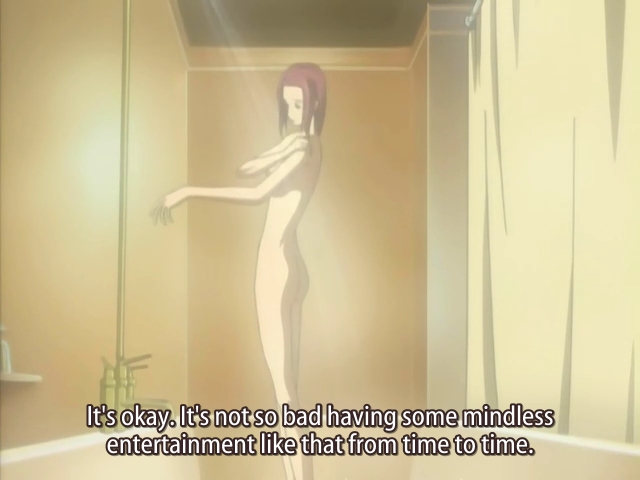 It's okay. It's not so bad having some mindless
entertainment like that from time to time.